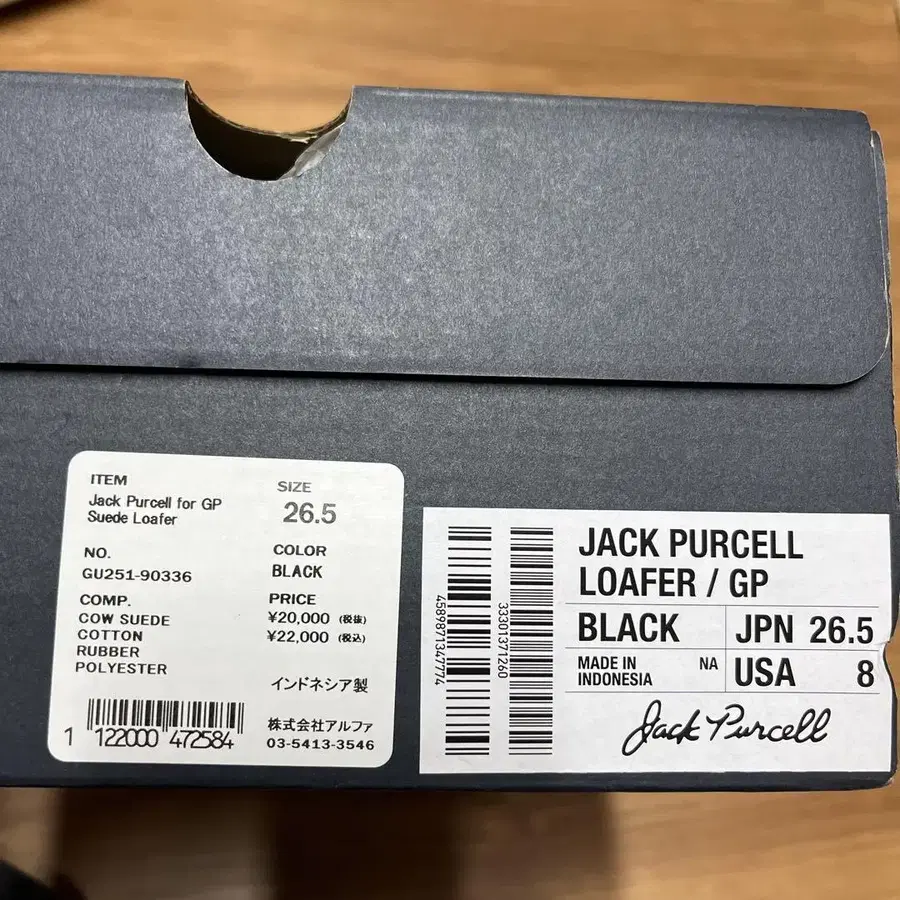 ITEM
Jack Purcell for GP
Suede Loafer
SIZE
26.5
NO.
GU251-90336
COLOR
BLACK
COMP.
COW SUEDE
COTTON
RUBBER
POLYESTER
PRICE
¥20,000 (税抜)
¥22,000 (税込)
インドネシア製
株式会社アルファ
03-5413-3546
1 122000 472584
4589871347774
33301371260
JACK PURCELL
LOAFER / GP
BLACK
JPN 26.5
MADE IN
INDONESIA
NA
USA 8
Jack Purcell